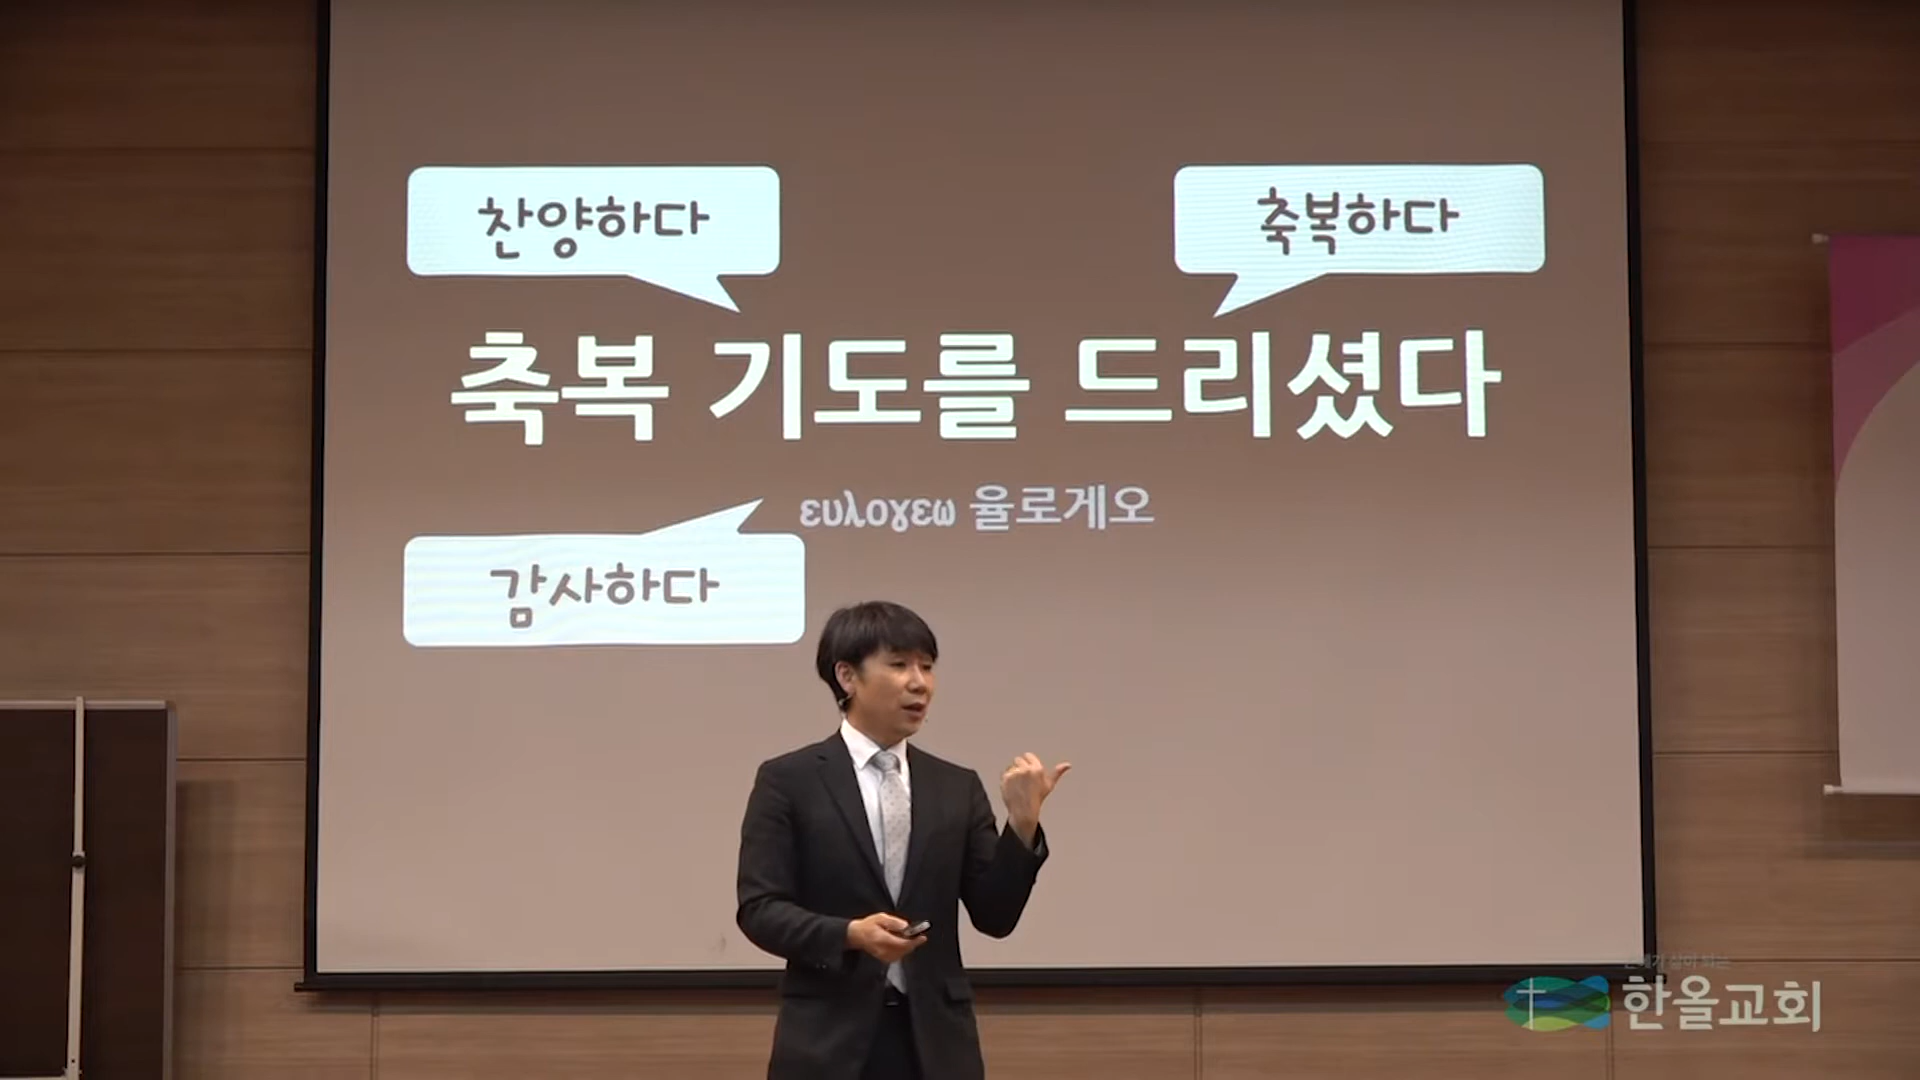 찬양하다
축복하다
축복 기도를 드리셨다
ευλογεω 율로게오
감사하다
한올교회